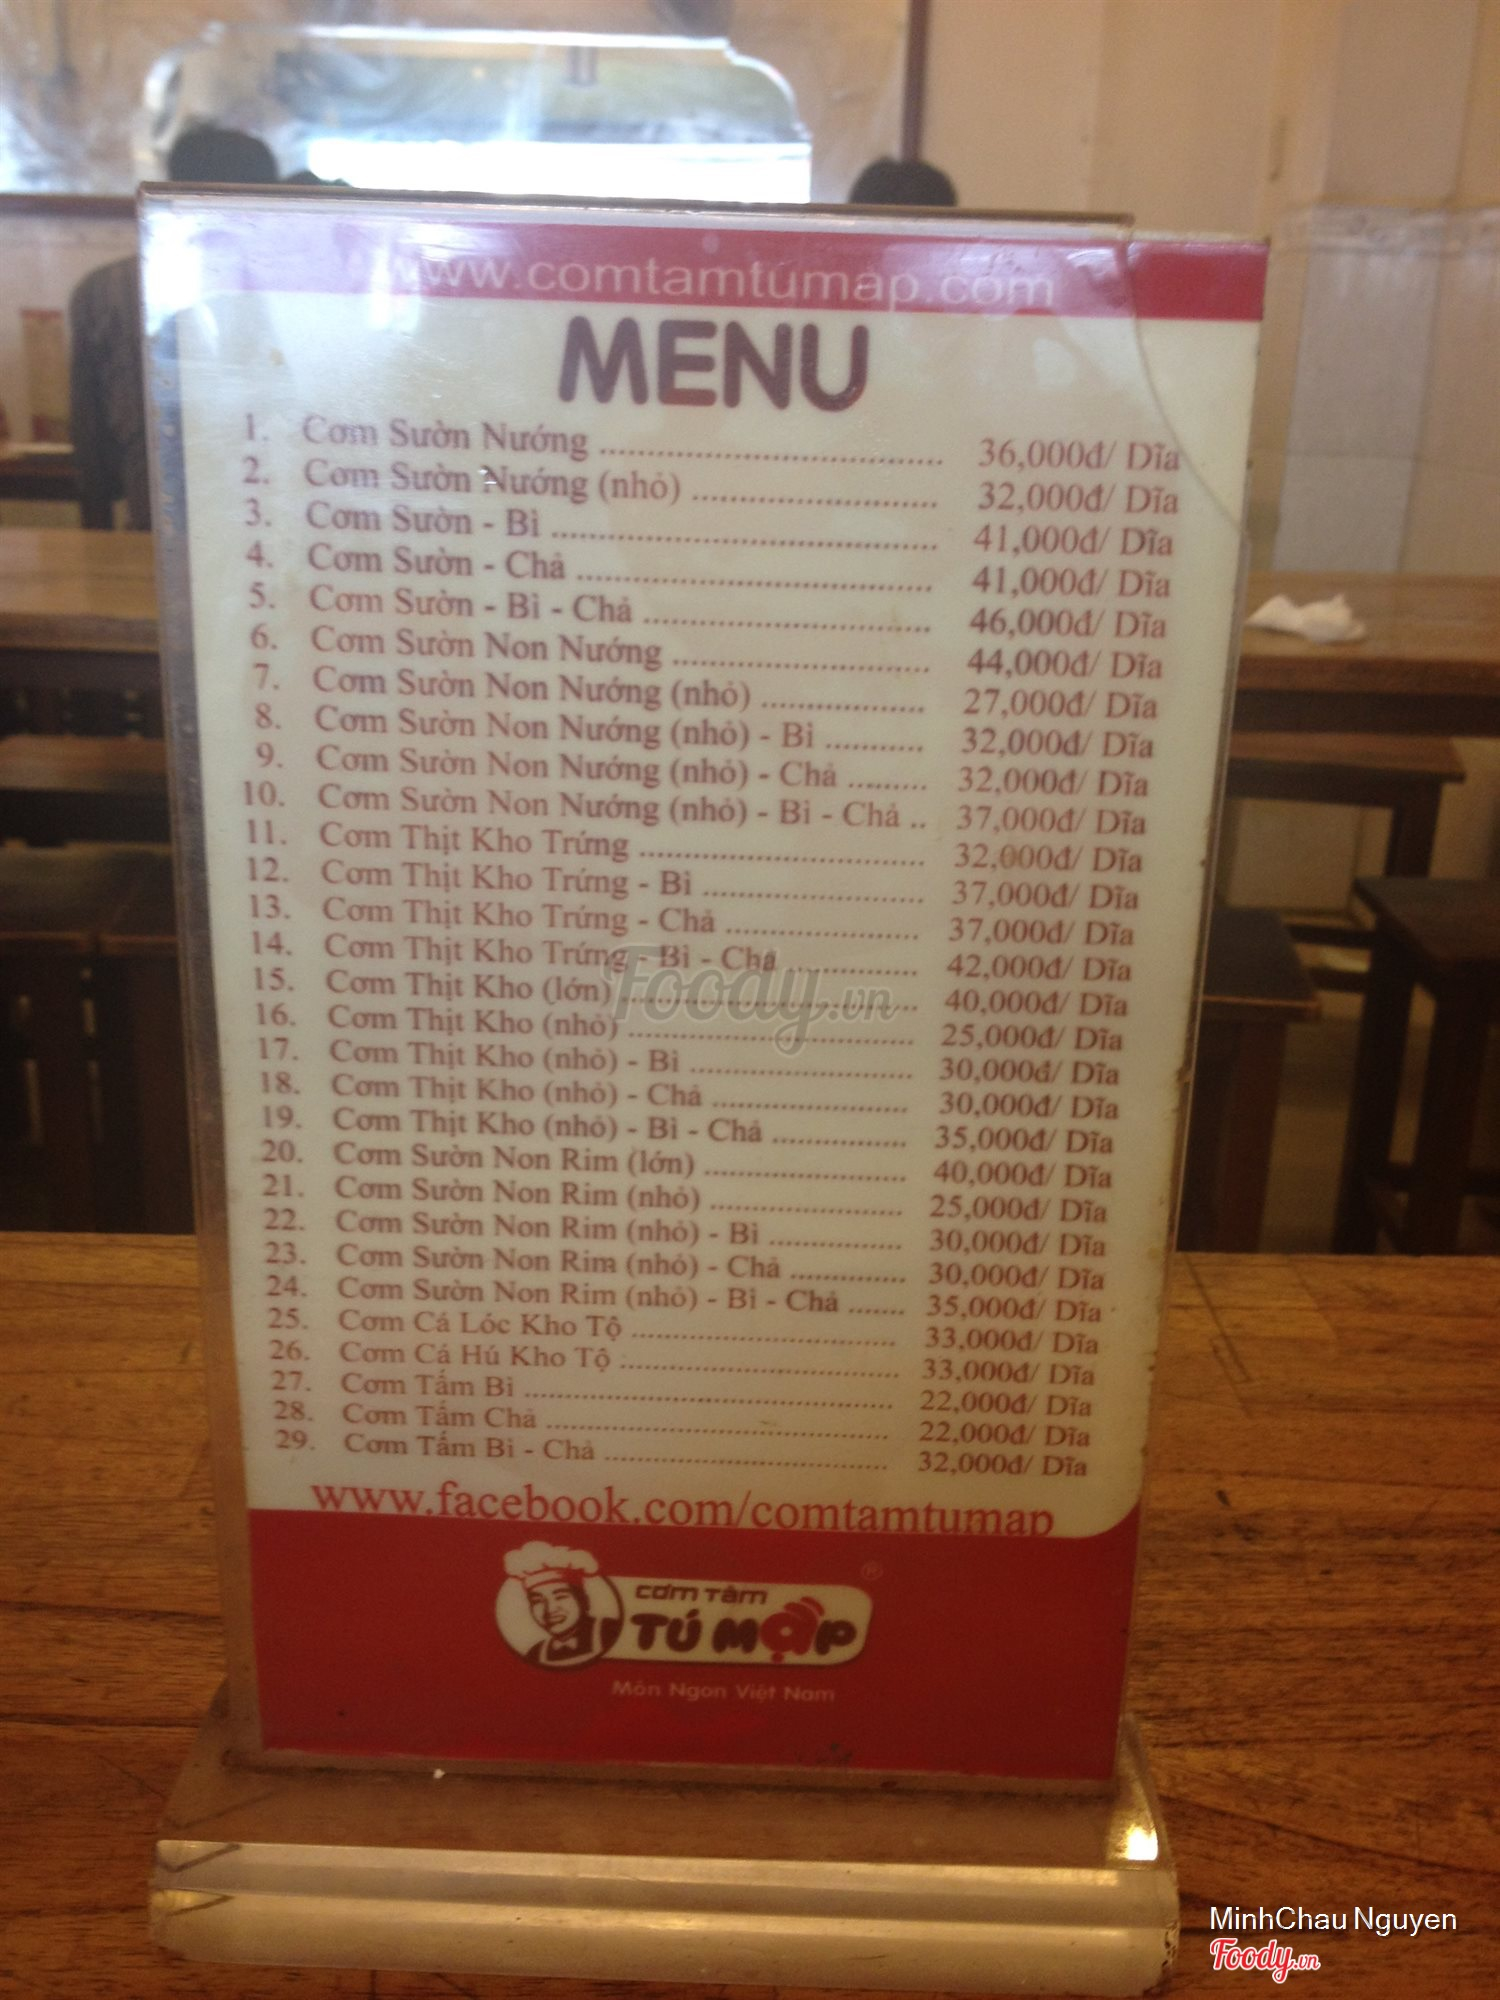 www.comtamtumap.com
MENU
1. Cơm Sườn Nướng ........ 36,000đ/ Dĩa
2. Cơm Sườn Nướng (nhỏ) ........ 32,000đ/ Dĩa
3. Cơm Sườn - Bì ........ 41,000đ/ Dĩa
4. Cơm Sườn - Chả ........ 41,000đ/ Dĩa
5. Cơm Sườn - Bì - Chả ........ 46,000đ/ Dĩa
6. Cơm Sườn Non Nướng ........ 44,000đ/ Dĩa
7. Cơm Sườn Non Nướng (nhỏ) ........ 27,000đ/ Dĩa
8. Cơm Sườn Non Nướng (nhỏ) - Bì ........ 32,000đ/ Dĩa
9. Cơm Sườn Non Nướng (nhỏ) - Chả ........ 32,000đ/ Dĩa
10. Cơm Sườn Non Nướng (nhỏ) - Bì - Chả .. 37,000đ/ Dĩa
11. Cơm Thịt Kho Trứng ........ 32,000đ/ Dĩa
12. Cơm Thịt Kho Trứng - Bì ........ 37,000đ/ Dĩa
13. Cơm Thịt Kho Trứng - Chả ........ 37,000đ/ Dĩa
14. Cơm Thịt Kho Trứng - Bì - Chả ........ 42,000đ/ Dĩa
15. Cơm Thịt Kho (lớn) ........ 40,000đ/ Dĩa
16. Cơm Thịt Kho (nhỏ) ........ 25,000đ/ Dĩa
17. Cơm Thịt Kho (nhỏ) - Bì ........ 30,000đ/ Dĩa
18. Cơm Thịt Kho (nhỏ) - Chả ........ 30,000đ/ Dĩa
19. Cơm Thịt Kho (nhỏ) - Bì - Chả ........ 35,000đ/ Dĩa
20. Cơm Sườn Non Rim (lớn) ........ 40,000đ/ Dĩa
21. Cơm Sườn Non Rim (nhỏ) ........ 25,000đ/ Dĩa
22. Cơm Sườn Non Rim (nhỏ) - Bì ........ 30,000đ/ Dĩa
23. Cơm Sườn Non Rim (nhỏ) - Chả ........ 30,000đ/ Dĩa
24. Cơm Sườn Non Rim (nhỏ) - Bì - Chả ....... 35,000đ/ Dĩa
25. Cơm Cá Lóc Kho Tộ ........ 33,000đ/ Dĩa
26. Cơm Cá Hú Kho Tộ ........ 33,000đ/ Dĩa
27. Cơm Tấm Bì ........ 22,000đ/ Dĩa
28. Cơm Tấm Chả ........ 22,000đ/ Dĩa
29. Cơm Tấm Bì - Chả ........ 32,000đ/ Dĩa
www.facebook.com/comtamtumap
CƠM TẤM
TÚ MẬP ®
Món Ngon Việt Nam
Foody.vn
MinhChau Nguyen
Foody.vn